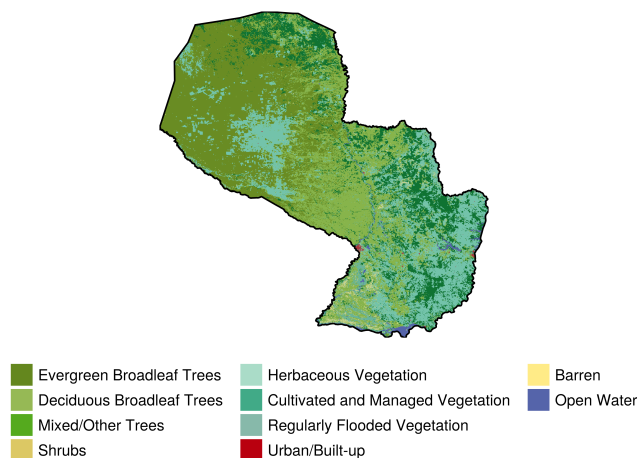 Evergreen Broadleaf Trees
Deciduous Broadleaf Trees
Mixed/Other Trees
Shrubs
Herbaceous Vegetation
Cultivated and Managed Vegetation
Regularly Flooded Vegetation
Urban/Built-up
Barren
Open Water